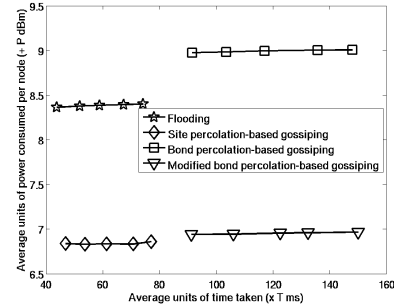 Average units of power consumed per node (+ P dBm)
9.5
9
8.5
8
7.5
7
6.5
Flooding
Site percolation-based gossiping
Bond percolation-based gossiping
Modified bond percolation-based gossiping
40 60 80 100 120 140 160
Average units of time taken (x T ms)